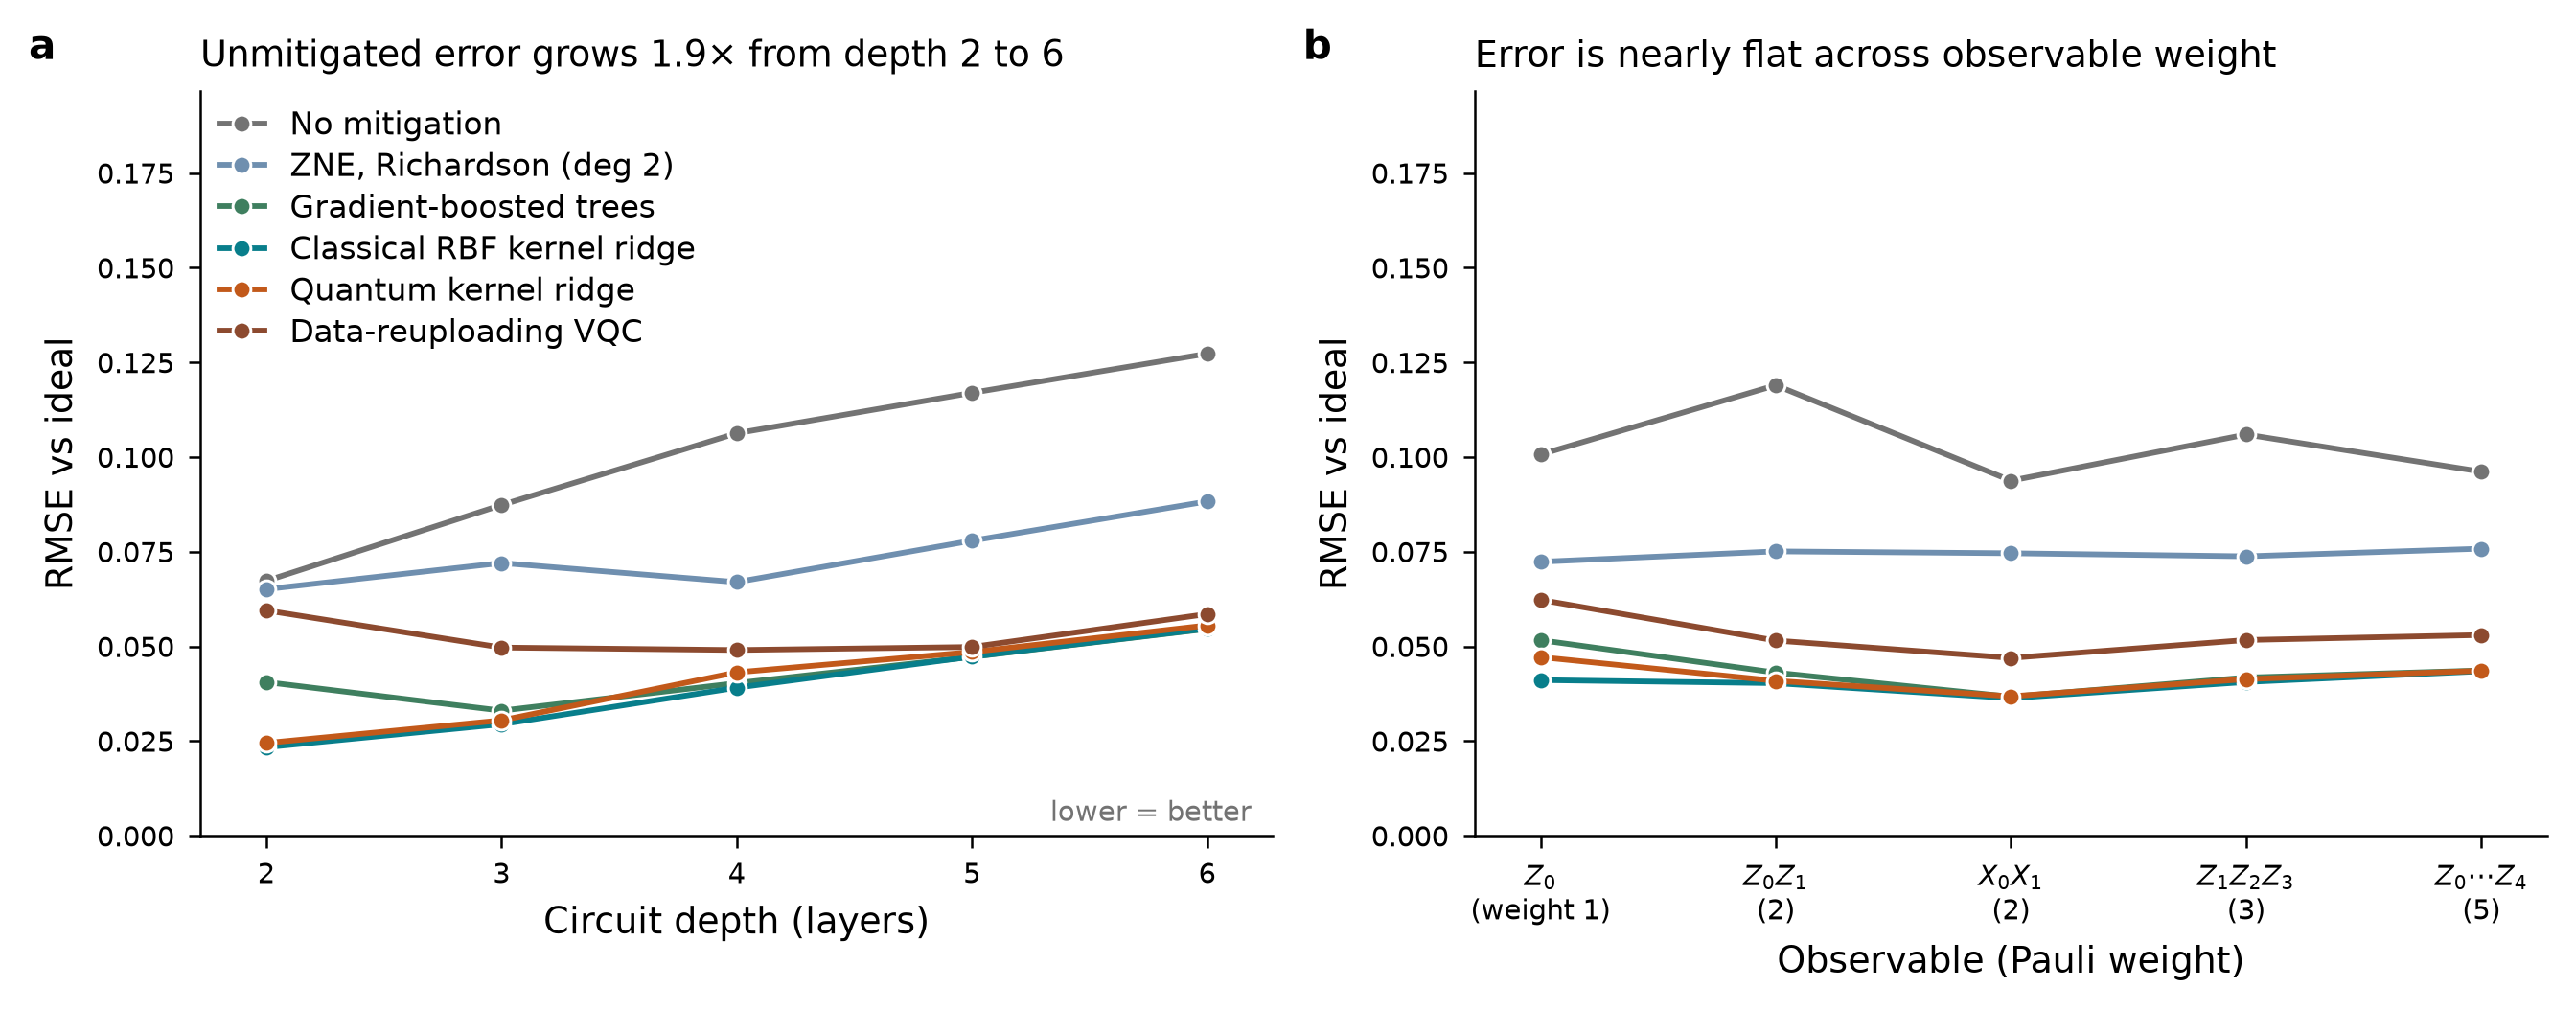 a
Unmitigated error grows 1.9× from depth 2 to 6
No mitigation
ZNE, Richardson (deg 2)
Gradient-boosted trees
Classical RBF kernel ridge
Quantum kernel ridge
Data-reuploading VQC
RMSE vs ideal
0.175
0.150
0.125
0.100
0.075
0.050
0.025
0.000
lower = better
2 3 4 5 6
Circuit depth (layers)
b
Error is nearly flat across observable weight
RMSE vs ideal
0.175
0.150
0.125
0.100
0.075
0.050
0.025
0.000
Z₀ Z₀Z₁ X₀X₁ Z₁Z₂Z₃ Z₀⋯Z₄
(weight 1) (2) (2) (3) (5)
Observable (Pauli weight)